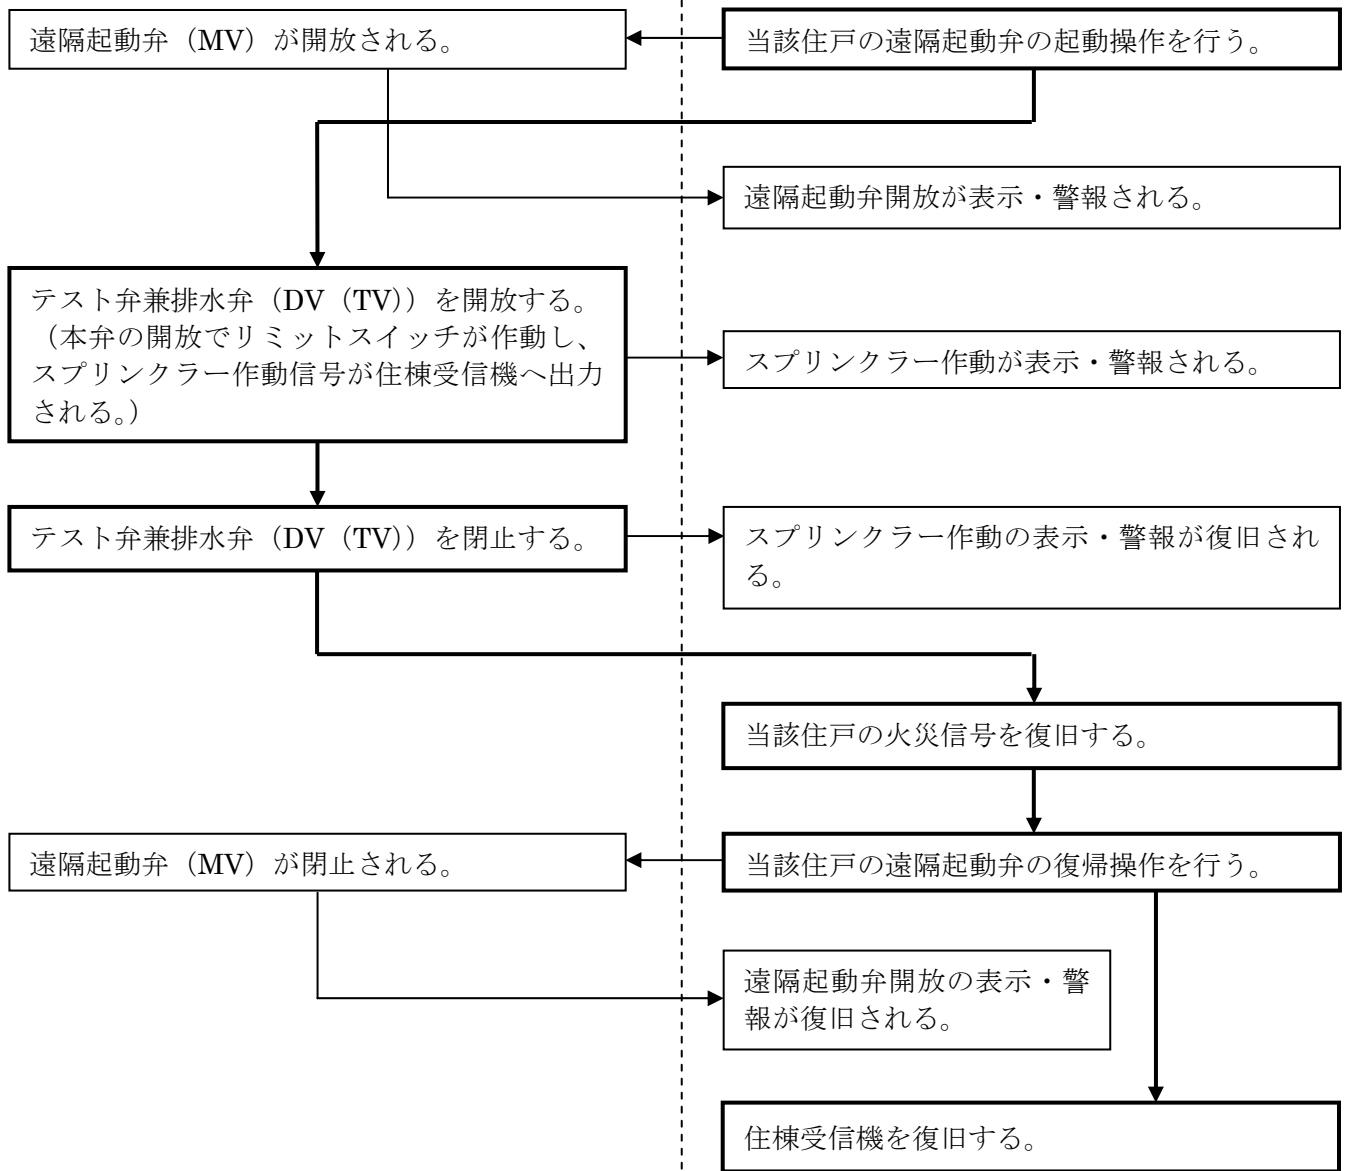 遠隔起動弁（MV）が開放される。
当該住戸の遠隔起動弁の起動操作を行う。
遠隔起動弁開放が表示・警報される。
テスト弁兼排水弁（DV（TV））を開放する。
（本弁の開放でリミットスイッチが作動し、
スプリンクラー作動信号が住棟受信機へ出力
される。）
スプリンクラー作動が表示・警報される。
テスト弁兼排水弁（DV（TV））を閉止する。
スプリンクラー作動の表示・警報が復旧され
る。
当該住戸の火災信号を復旧する。
遠隔起動弁（MV）が閉止される。
当該住戸の遠隔起動弁の復帰操作を行う。
遠隔起動弁開放の表示・警
報が復旧される。
住棟受信機を復旧する。